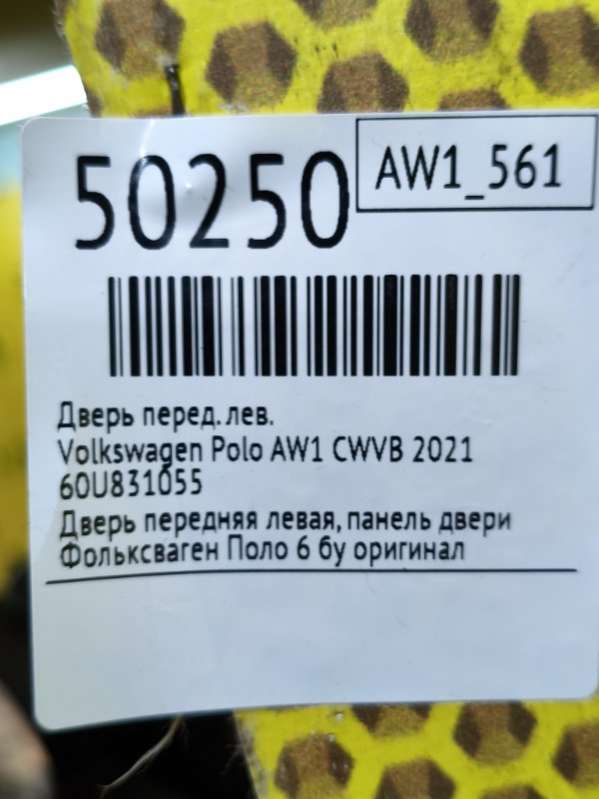 50250
AW1_561
Дверь перед. лев.
Volkswagen Polo AW1 CWVB 2021
60U831055
Дверь передняя левая, панель двери
Фольксваген Поло 6 бу оригинал